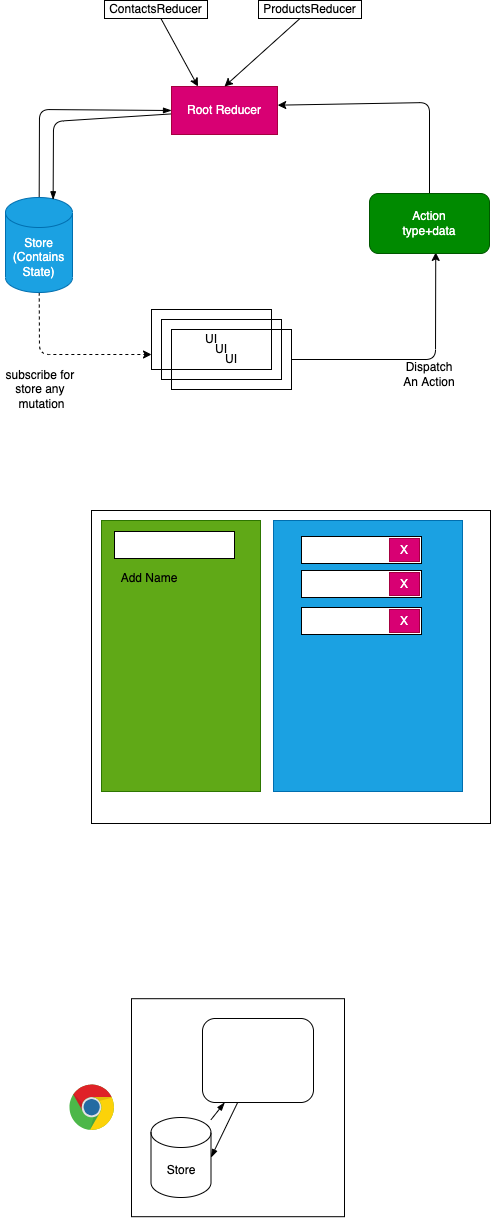 ContactsReducer
ProductsReducer
Root Reducer
Action
type+data
Store
(Contains
State)
UI
UI
UI
subscribe for
store any
mutation
Dispatch
An Action
X
Add Name
X
X
Store